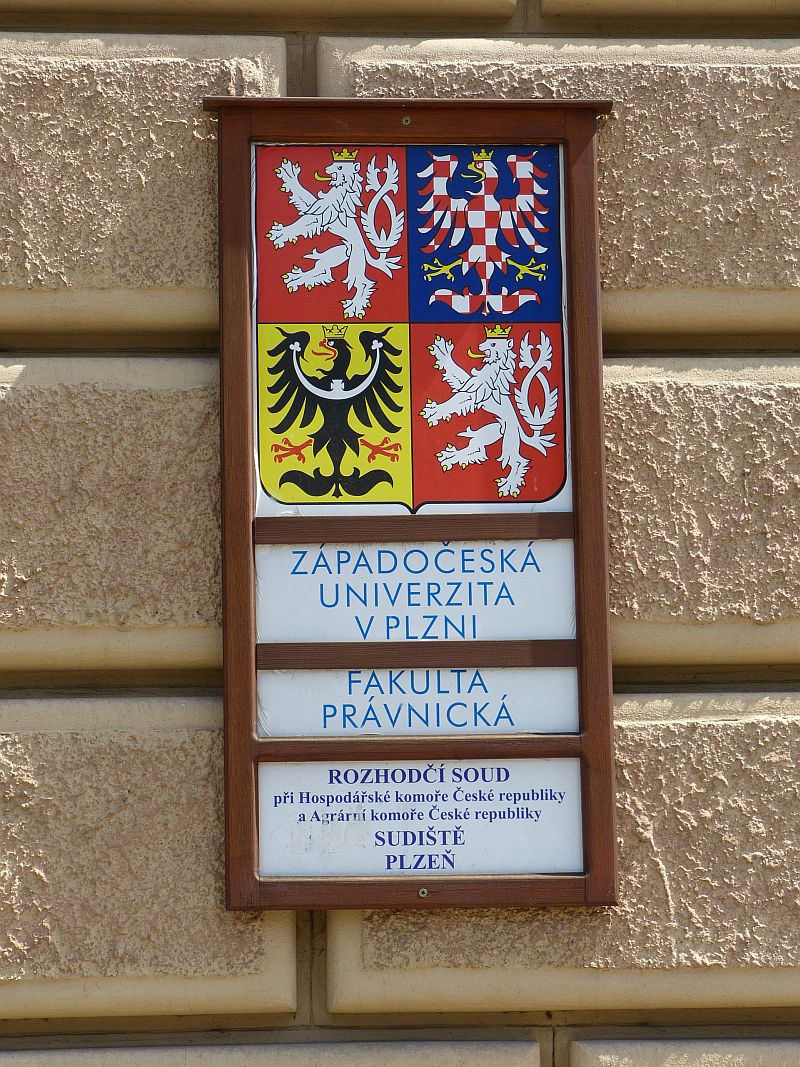 ZÁPADOČESKÁ
UNIVERZITA
V PLZNI
FAKULTA
PRÁVNICKÁ
ROZHODČÍ SOUD
při Hospodářské komoře České republiky
a Agrární komoře České republiky
SUDIŠTĚ
PLZEŇ